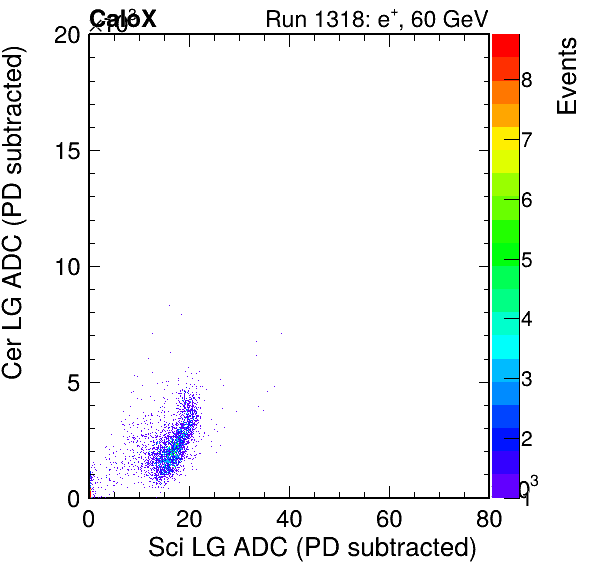 CaloX Run 1318: e⁺, 60 GeV
×10³
Events
Cer LG ADC (PD subtracted)
20
15
10
5
0
8
7
6
5
4
3
2
1
0 20 40 60 80
Sci LG ADC (PD subtracted)